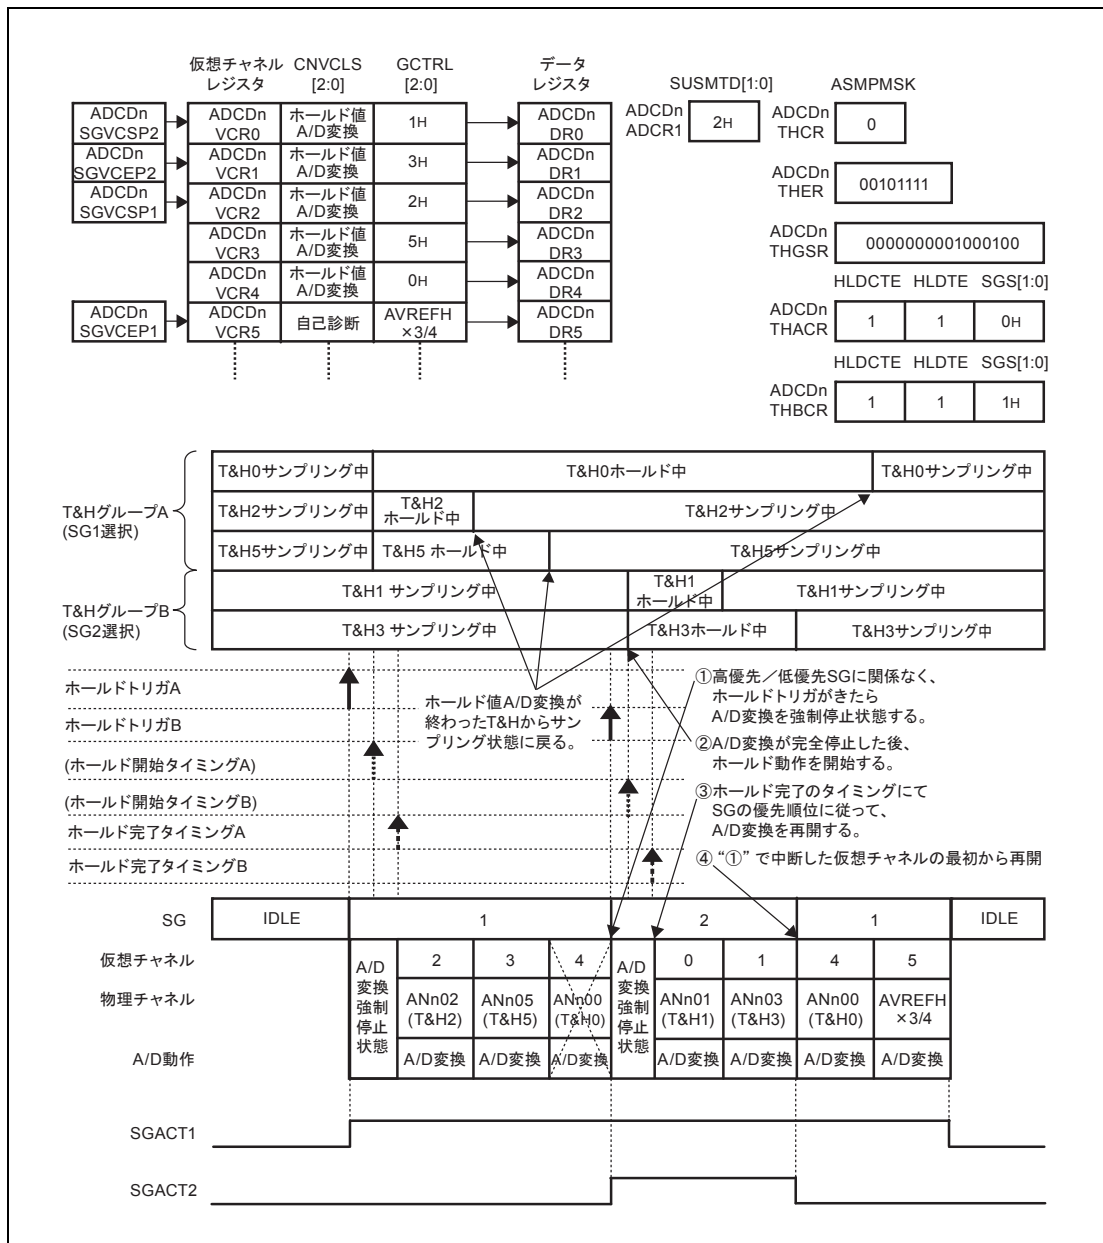 仮想チャネル レジスタ
CNVCLS [2:0]
GCTRL [2:0]
データ レジスタ
ADCDn SGVCSP2
ADCDn VCR0
ホールド値 A/D変換
1H
ADCDn DR0
ADCDn SGVCEP2
ADCDn VCR1
ホールド値 A/D変換
3H
ADCDn DR1
ADCDn SGVCSP1
ADCDn VCR2
ホールド値 A/D変換
2H
ADCDn DR2
ADCDn VCR3
ホールド値 A/D変換
5H
ADCDn DR3
ADCDn VCR4
ホールド値 A/D変換
0H
ADCDn DR4
ADCDn SGVCEP1
ADCDn VCR5
自己診断
AVREFH ×3/4
ADCDn DR5
SUSMTD[1:0]
ADCDn ADCR1
2H
ASMPMSK
ADCDn THCR
0
ADCDn THER
00101111
ADCDn THGSR
0000000001000100
HLDCTE HLDTE SGS[1:0]
ADCDn THACR
1 1 0H
HLDCTE HLDTE SGS[1:0]
ADCDn THBCR
1 1 1H
T&HグループA
(SG1選択)
T&H0サンプリング中 T&H0ホールド中 T&H0サンプリング中
T&H2サンプリング中 T&H2 ホールド中 T&H2サンプリング中
T&H5サンプリング中 T&H5 ホールド中 T&H5サンプリング中
T&HグループB
(SG2選択)
T&H1 サンプリング中 T&H1 ホールド中 T&H1サンプリング中
T&H3 サンプリング中 T&H3ホールド中 T&H3サンプリング中
ホールドトリガA
ホールドトリガB
(ホールド開始タイミングA)
(ホールド開始タイミングB)
ホールド完了タイミングA
ホールド完了タイミングB
ホールド値A/D変換が
終わったT&Hからサン
プリング状態に戻る。
①高優先／低優先SGに関係なく、
ホールドトリガがきたら
A/D変換を強制停止状態する。
②A/D変換が完全停止した後、
ホールド動作を開始する。
③ホールド完了のタイミングにて
SGの優先順位に従って、
A/D変換を再開する。
④ “①” で中断した仮想チャネルの最初から再開
SG IDLE 1 2 1 IDLE
仮想チャネル 2 3 4 0 1 4 5
A/D
変換
強制
停止
状態
A/D
変換
強制
停止
状態
物理チャネル
ANn02 (T&H2)
ANn05 (T&H5)
ANn00 (T&H0)
ANn01 (T&H1)
ANn03 (T&H3)
ANn00 (T&H0)
AVREFH ×3/4
A/D動作 A/D変換 A/D変換 A/D変換 A/D変換 A/D変換 A/D変換 A/D変換
SGACT1
SGACT2